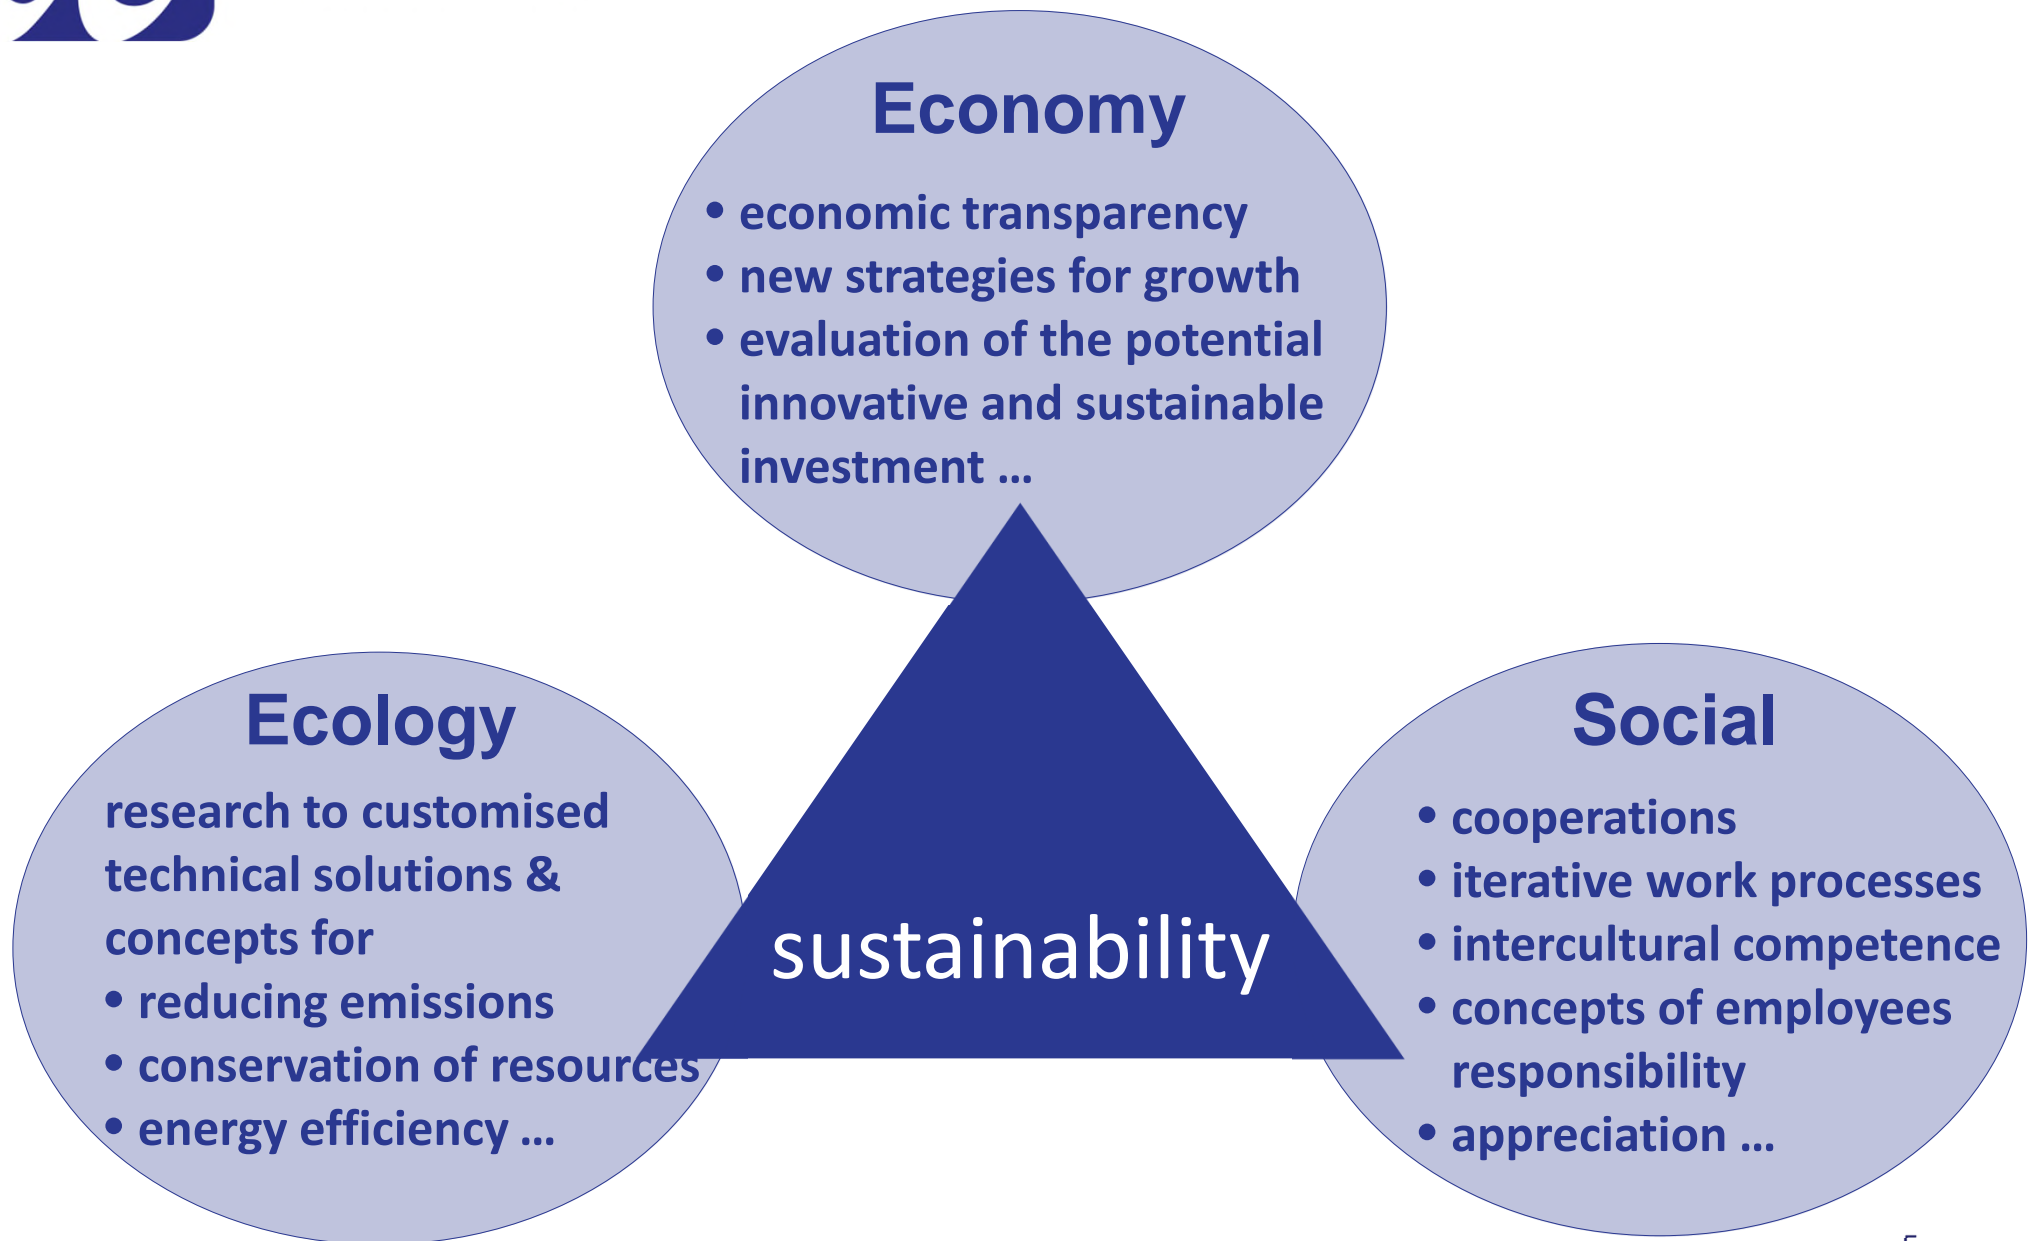 Economy
• economic transparency
• new strategies for growth
• evaluation of the potential
innovative and sustainable
investment ...
Ecology
research to customised
technical solutions &
concepts for
• reducing emissions
• conservation of resources
• energy efficiency ...
sustainability
Social
• cooperations
• iterative work processes
• intercultural competence
• concepts of employees
responsibility
• appreciation ...